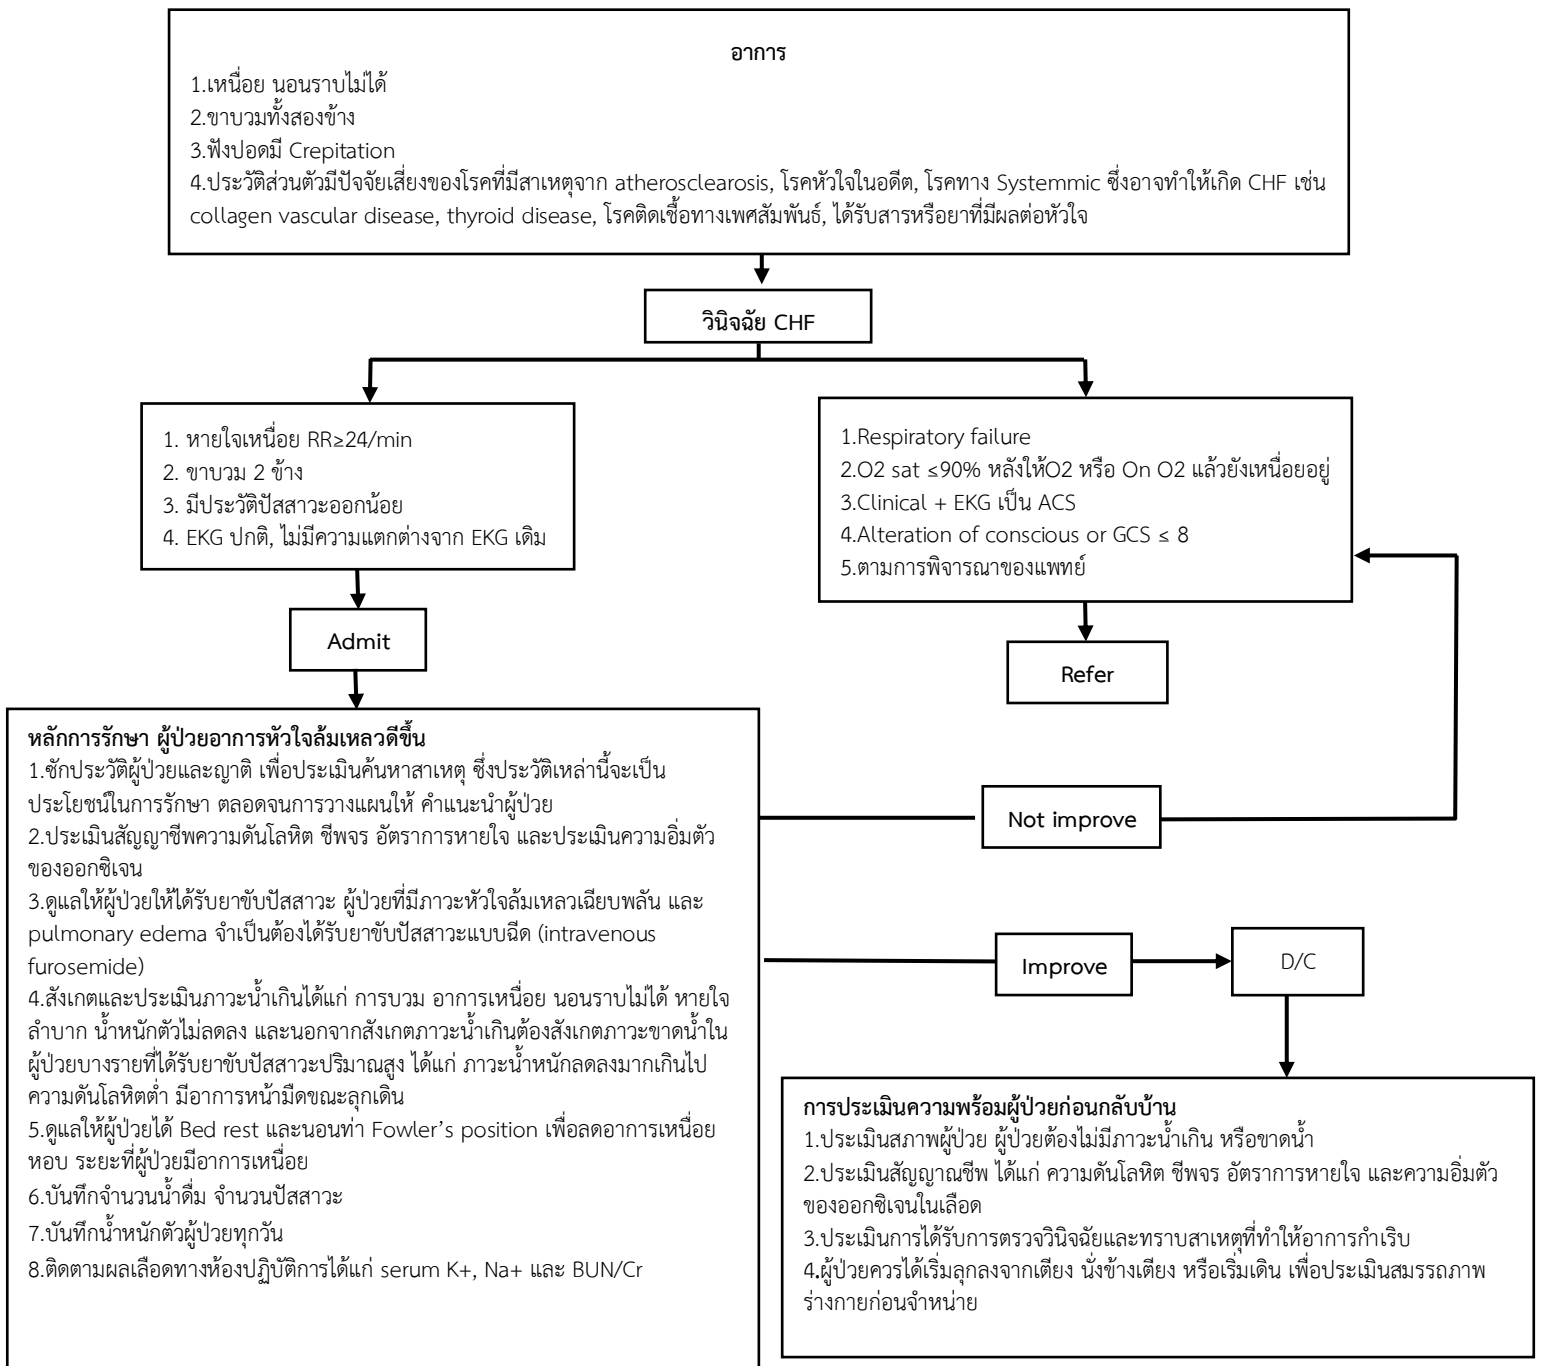 อาการ
1.เหนื่อย นอนราบไม่ได้
2.ขาบวมทั้งสองข้าง
3.ฟังปอดมี Crepitation
4.ประวัติส่วนตัวมีปัจจัยเสี่ยงของโรคที่มีสาเหตุจาก atherosclearosis, โรคหัวใจในอดีต, โรคทาง Systemmic ซึ่งอาจทำให้เกิด CHF เช่น
collagen vascular disease, thyroid disease, โรคติดเชื้อทางเพศสัมพันธ์, ได้รับสารหรือยาที่มีผลต่อหัวใจ
วินิจฉัย CHF
1. หายใจเหนื่อย RR≥24/min
2. ขาบวม 2 ข้าง
3. มีประวัติปัสสาวะออกน้อย
4. EKG ปกติ, ไม่มีความแตกต่างจาก EKG เดิม
1.Respiratory failure
2.O2 sat ≤90% หลังให้O2 หรือ On O2 แล้วยังเหนื่อยอยู่
3.Clinical + EKG เป็น ACS
4.Alteration of conscious or GCS ≤ 8
5.ตามการพิจารณาของแพทย์
Admit
Refer
หลักการรักษา ผู้ป่วยอาการหัวใจล้มเหลวดีขึ้น
1.ซักประวัติผู้ป่วยและญาติ เพื่อประเมินค้นหาสาเหตุ ซึ่งประวัติเหล่านี้จะเป็น
ประโยชน์ในการรักษา ตลอดจนการวางแผนให้ คำแนะนำผู้ป่วย
2.ประเมินสัญญาชีพความดันโลหิต ชีพจร อัตราการหายใจ และประเมินความอิ่มตัว
ของออกซิเจน
3.ดูแลให้ผู้ป่วยให้ได้รับยาขับปัสสาวะ ผู้ป่วยที่มีภาวะหัวใจล้มเหลวเฉียบพลัน และ
pulmonary edema จำเป็นต้องได้รับยาขับปัสสาวะแบบฉีด (intravenous
furosemide)
4.สังเกตและประเมินภาวะน้ำเกินได้แก่ การบวม อาการเหนื่อย นอนราบไม่ได้ หายใจ
ลำบาก น้ำหนักตัวไม่ลดลง และนอกจากสังเกตภาวะน้ำเกินต้องสังเกตภาวะขาดน้ำใน
ผู้ป่วยบางรายที่ได้รับยาขับปัสสาวะปริมาณสูง ได้แก่ ภาวะน้ำหนักลดลงมากเกินไป
ความดันโลหิตต่ำ มีอาการหน้ามืดขณะลุกเดิน
5.ดูแลให้ผู้ป่วยได้ Bed rest และนอนท่า Fowler’s position เพื่อลดอาการเหนื่อย
หอบ ระยะที่ผู้ป่วยมีอาการเหนื่อย
6.บันทึกจำนวนน้ำดื่ม จำนวนปัสสาวะ
7.บันทึกน้ำหนักตัวผู้ป่วยทุกวัน
8.ติดตามผลเลือดทางห้องปฏิบัติการได้แก่ serum K+, Na+ และ BUN/Cr
Not improve
Improve
D/C
การประเมินความพร้อมผู้ป่วยก่อนกลับบ้าน
1.ประเมินสภาพผู้ป่วย ผู้ป่วยต้องไม่มีภาวะน้ำเกิน หรือขาดน้ำ
2.ประเมินสัญญาณชีพ ได้แก่ ความดันโลหิต ชีพจร อัตราการหายใจ และความอิ่มตัว
ของออกซิเจนในเลือด
3.ประเมินการได้รับการตรวจวินิจฉัยและทราบสาเหตุที่ทำให้อาการกำเริบ
4.ผู้ป่วยควรได้เริ่มลุกลงจากเตียง นั่งข้างเตียง หรือเริ่มเดิน เพื่อประเมินสมรรถภาพ
ร่างกายก่อนจำหน่าย